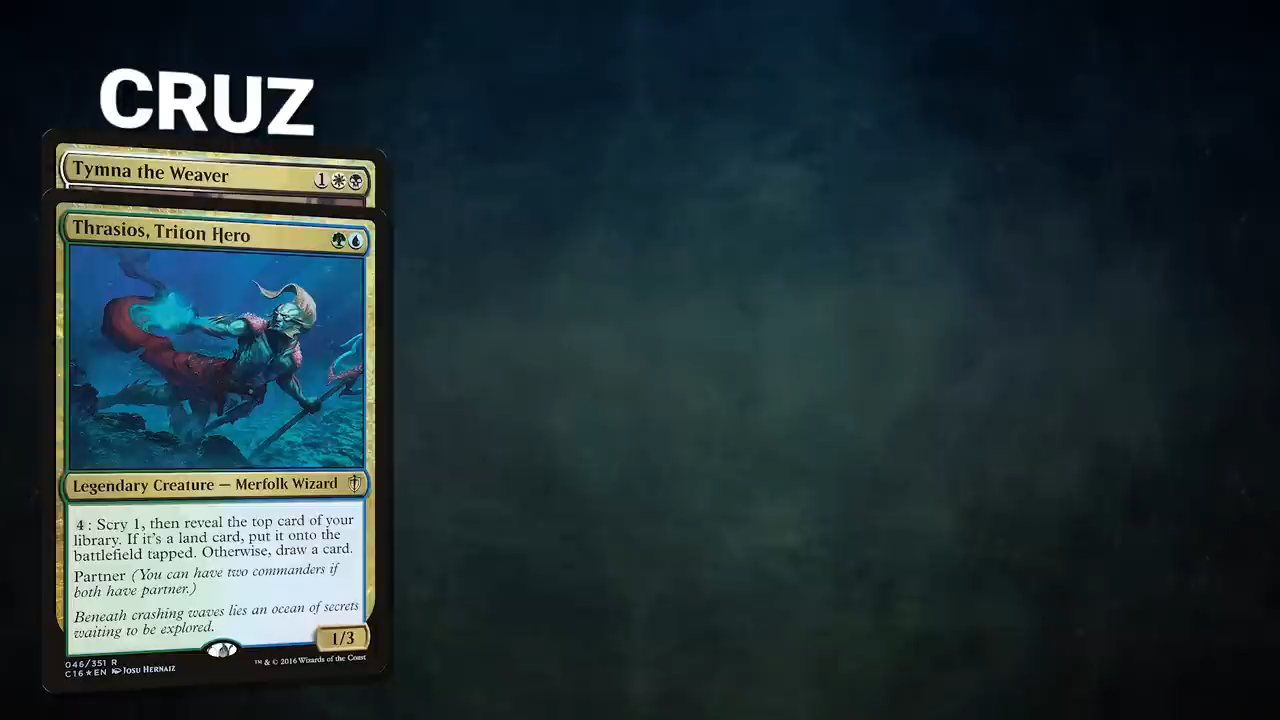 CRUZ
Tymna the Weaver 1
Thrasios, Triton Hero
Legendary Creature — Merfolk Wizard
4: Scry 1, then reveal the top card of your
library. If it's a land card, put it onto the
battlefield tapped. Otherwise, draw a card.
Partner (You can have two commanders if
both have partner.)
Beneath crashing waves lies an ocean of secrets
waiting to be explored.
1/3
046/351 R
C16★EN Josu Hernaiz
™ & © 2016 Wizards of the Coast